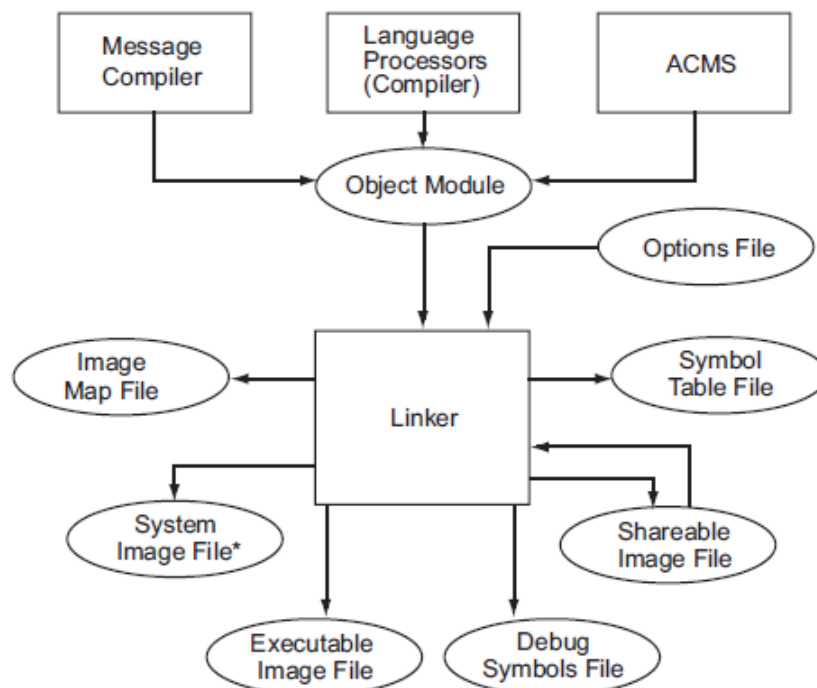 Message
Compiler
Language
Processors
(Compiler)
ACMS
Object Module
Options File
Image
Map File
Symbol
Table File
Linker
System
Image File*
Shareable
Image File
Executable
Image File
Debug
Symbols File